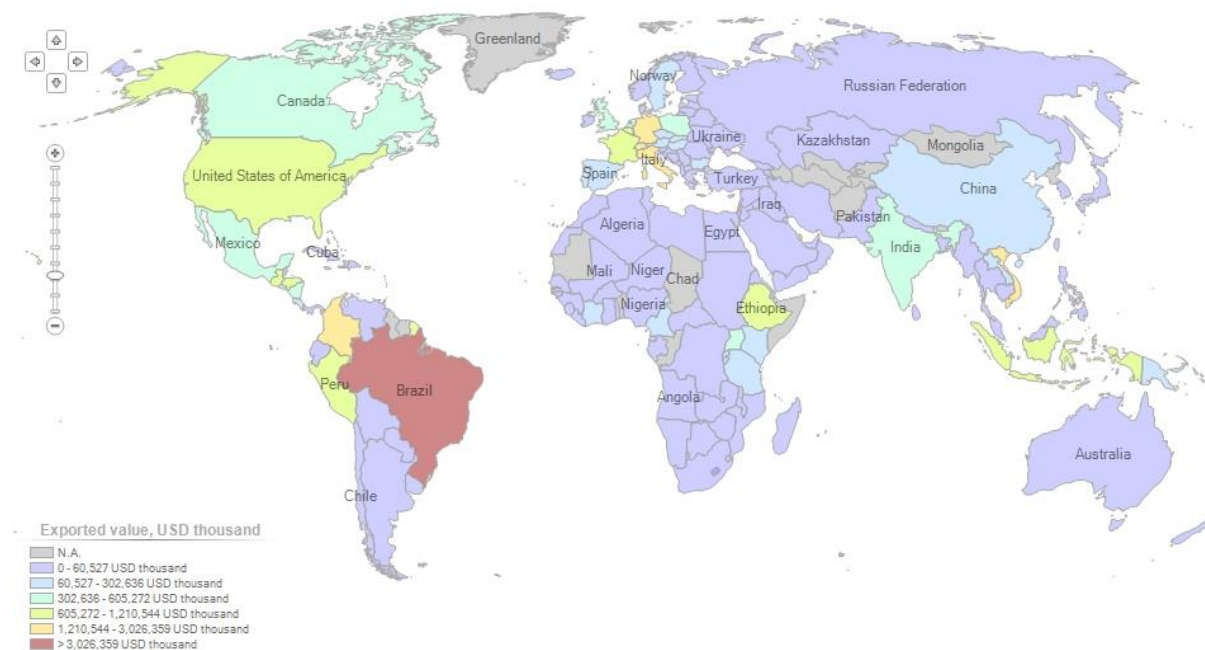 Greenland
Norway
Russian Federation
Canada
Ukraine
Kazakhstan
Mongolia
Italy
Spain
Turkey
China
United States of America
Iraq
Pakistan
Algeria
Egypt
India
Mexico
Cuba
Mali
Niger
Chad
Nigeria
Ethiopia
Peru
Brazil
Angola
Australia
Chile
Exported value, USD thousand
N.A.
0 - 60,527 USD thousand
60,527 - 302,636 USD thousand
302,636 - 605,272 USD thousand
605,272 - 1,210,544 USD thousand
1,210,544 - 3,026,359 USD thousand
> 3,026,359 USD thousand